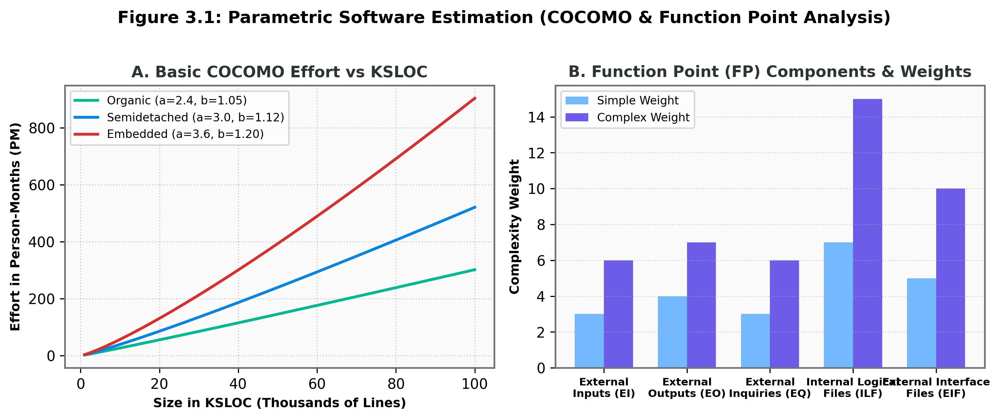 Figure 3.1: Parametric Software Estimation (COCOMO & Function Point Analysis)
A. Basic COCOMO Effort vs KSLOC
Organic (a=2.4, b=1.05)
Semidetached (a=3.0, b=1.12)
Embedded (a=3.6, b=1.20)
Effort in Person-Months (PM)
800
600
400
200
0
0 20 40 60 80 100
Size in KSLOC (Thousands of Lines)
B. Function Point (FP) Components & Weights
Simple Weight
Complex Weight
Complexity Weight
14
12
10
8
6
4
2
0
External
Inputs (EI)
External
Outputs (EO)
External
Inquiries (EQ)
Internal Logical
Files (ILF)
External Interface
Files (EIF)